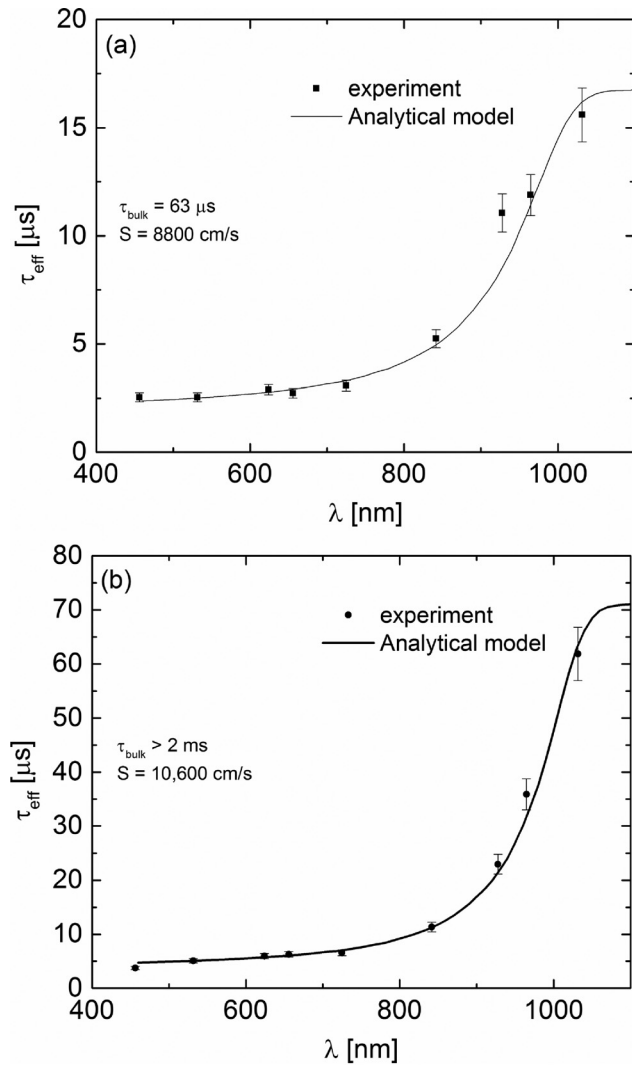 (a)
20
15
10
5
0
τeff [μs]
experiment
Analytical model
τbulk = 63 μs
S = 8800 cm/s
400 600 800 1000
λ [nm]
(b)
80
70
60
50
40
30
20
10
0
τeff [μs]
experiment
Analytical model
τbulk > 2 ms
S = 10,600 cm/s
400 600 800 1000
λ [nm]